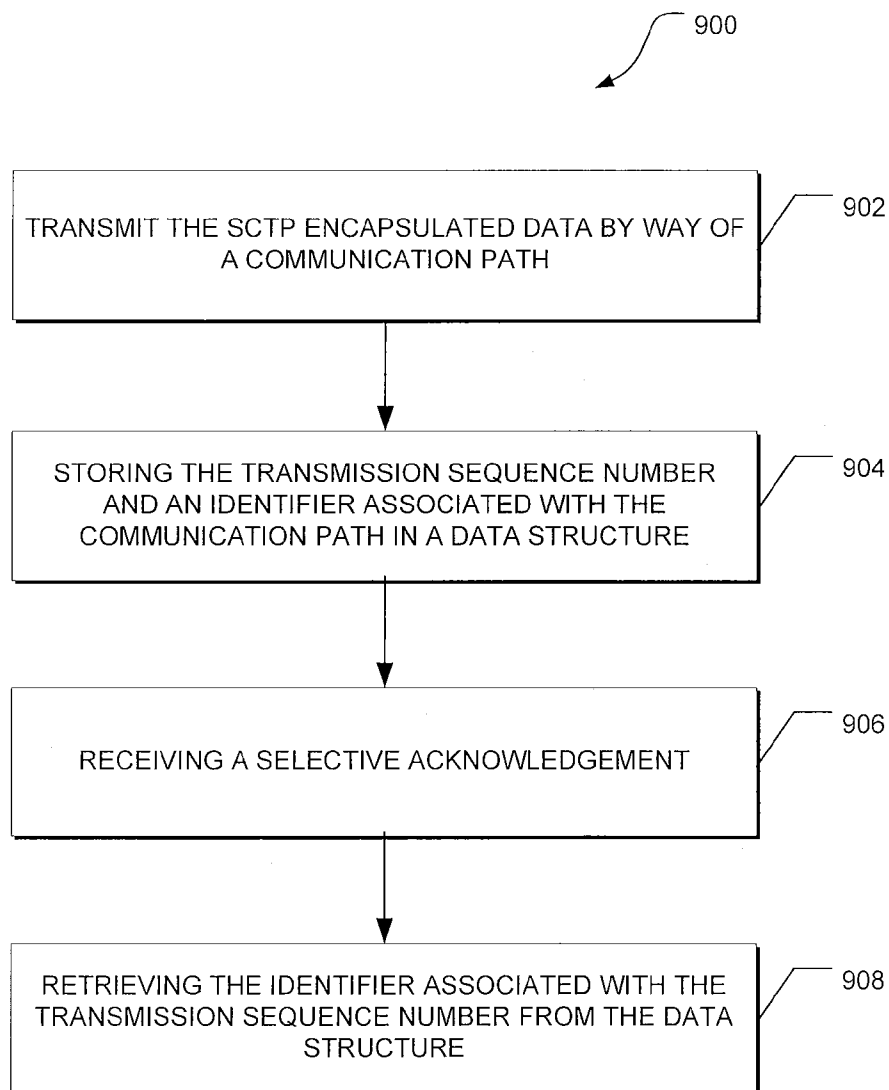 900
TRANSMIT THE SCTP ENCAPSULATED DATA BY WAY OF
A COMMUNICATION PATH
902
STORING THE TRANSMISSION SEQUENCE NUMBER
AND AN IDENTIFIER ASSOCIATED WITH THE
COMMUNICATION PATH IN A DATA STRUCTURE
904
RECEIVING A SELECTIVE ACKNOWLEDGEMENT
906
RETRIEVING THE IDENTIFIER ASSOCIATED WITH THE
TRANSMISSION SEQUENCE NUMBER FROM THE DATA
STRUCTURE
908